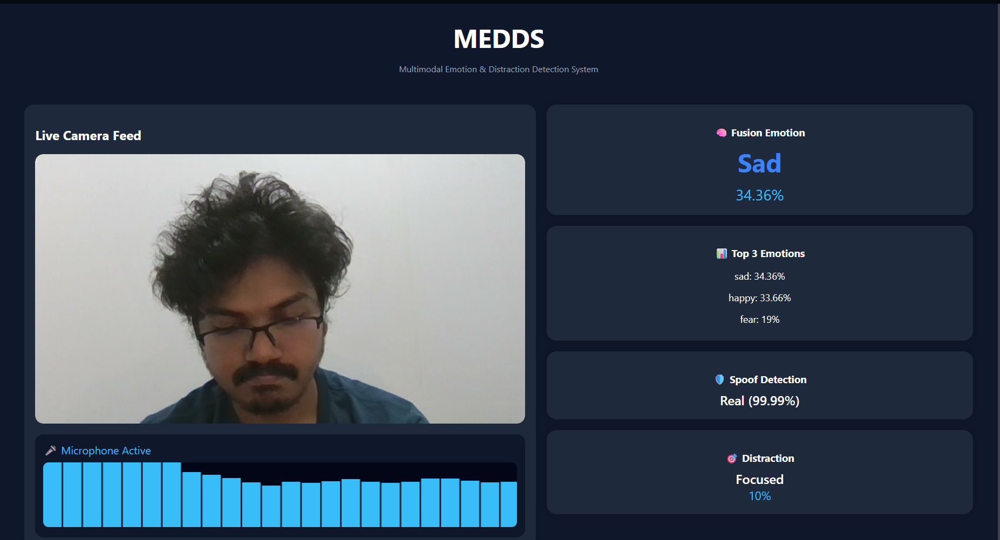 MEDDS
Multimodal Emotion & Distraction Detection System
Live Camera Feed
🎤 Microphone Active
🧠 Fusion Emotion
Sad
34.36%
📊 Top 3 Emotions
sad: 34.36%
happy: 33.66%
fear: 19%
🛡️ Spoof Detection
Real (99.99%)
🎯 Distraction
Focused
10%